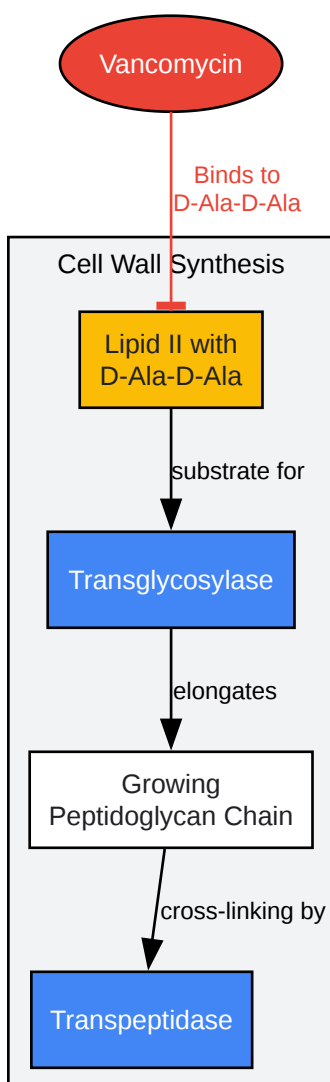 Vancomycin
Binds to
D-Ala-D-Ala
Cell Wall Synthesis
Lipid II with
D-Ala-D-Ala
substrate for
Transglycosylase
elongates
Growing
Peptidoglycan Chain
cross-linking by
Transpeptidase